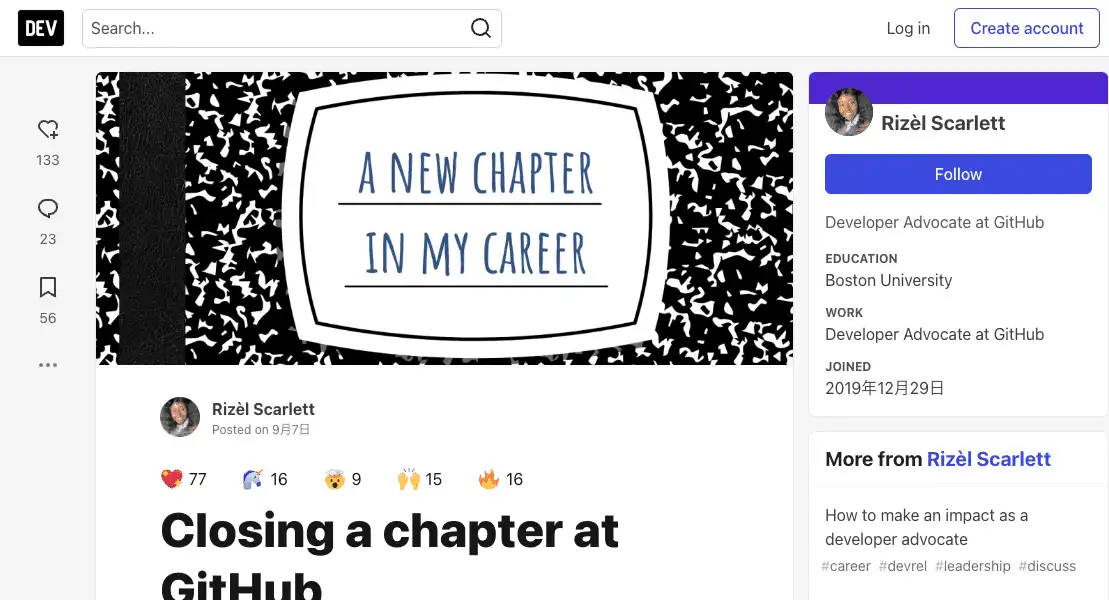 DEV
Search...
Log in
Create account
133
23
56
A NEW CHAPTER
IN MY CAREER
Rizèl Scarlett
Posted on 9月7日
77 16 9 15 16
Closing a chapter at
GitHub
Rizèl Scarlett
Follow
Developer Advocate at GitHub
EDUCATION
Boston University
WORK
Developer Advocate at GitHub
JOINED
2019年12月29日
More from Rizèl Scarlett
How to make an impact as a
developer advocate
#career #devrel #leadership #discuss